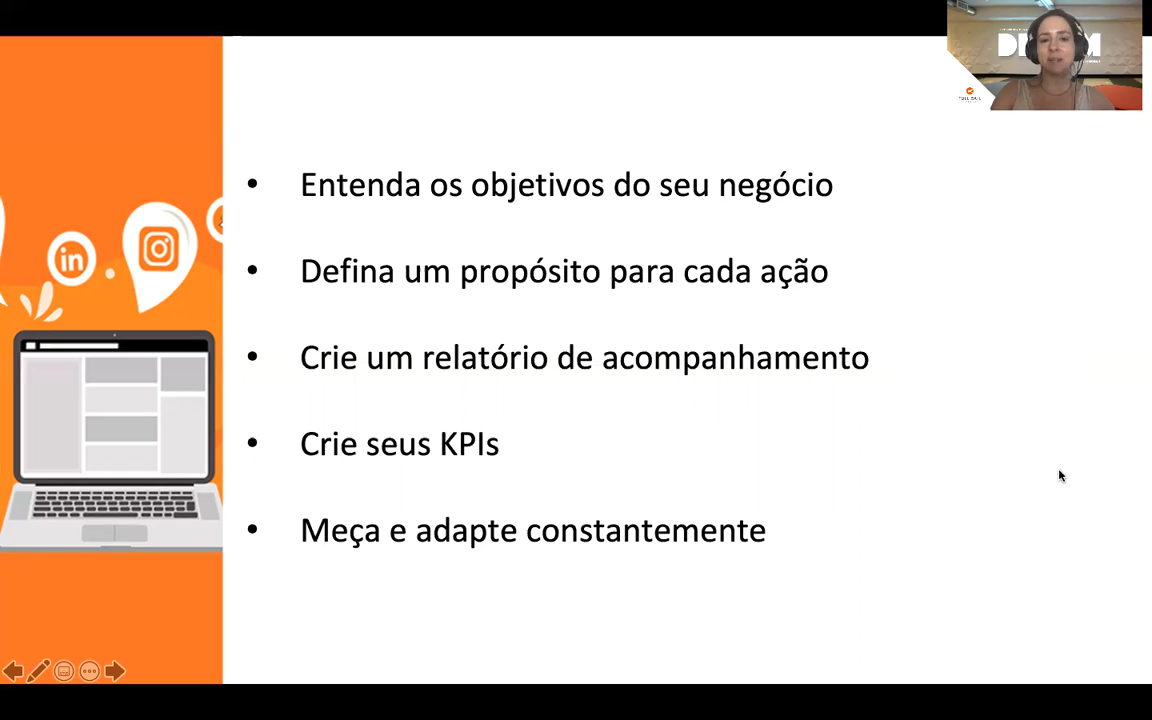 Entenda os objetivos do seu negócio
Defina um propósito para cada ação
Crie um relatório de acompanhamento
Crie seus KPIs
Meça e adapte constantemente
in